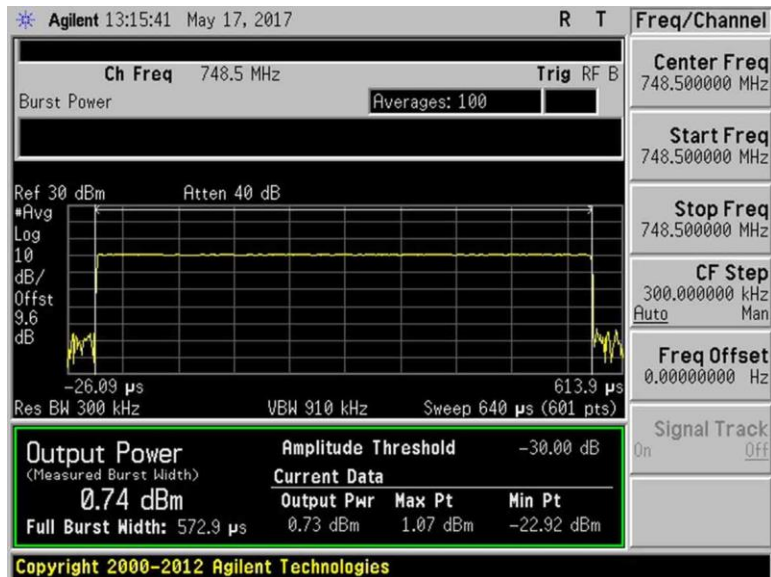 Agilent 13:15:41 May 17, 2017 R T
Freq/Channel
Ch Freq 748.5 MHz Trig RF B
Burst Power Averages: 100
Center Freq
748.500000 MHz
Start Freq
748.500000 MHz
Stop Freq
748.500000 MHz
CF Step
300.000000 kHz
Auto Man
Freq Offset
0.00000000 Hz
Signal Track
On Off
Ref 30 dBm Atten 40 dB
#Avg
Log
10
dB/
Offst
9.6
dB
-26.09 µs 613.9 µs
Res BW 300 kHz VBW 910 kHz Sweep 640 µs (601 pts)
Output Power
(Measured Burst Width)
0.74 dBm
Full Burst Width: 572.9 µs
Amplitude Threshold -30.00 dB
Current Data
Output Pwr Max Pt Min Pt
0.73 dBm 1.07 dBm -22.92 dBm
Copyright 2000-2012 Agilent Technologies